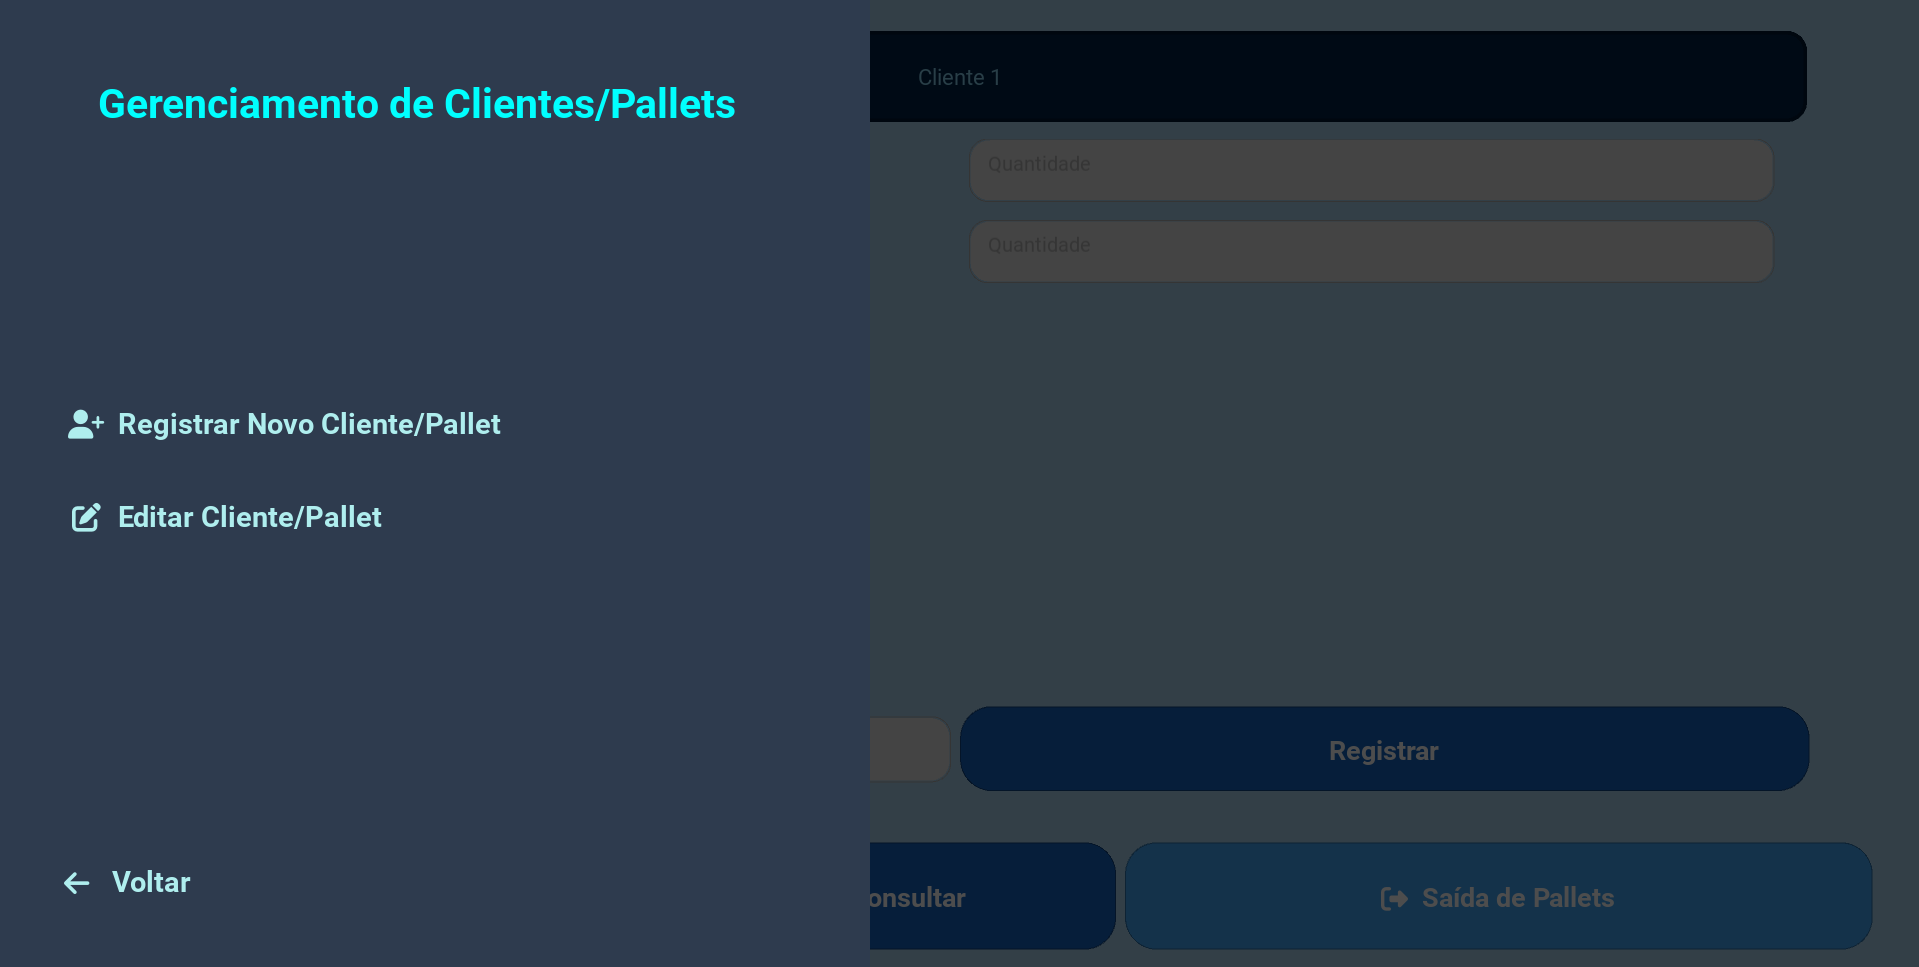 Gerenciamento de Clientes/Pallets
Registrar Novo Cliente/Pallet
Editar Cliente/Pallet
Voltar
Cliente 1
Quantidade
Quantidade
Registrar
onsultar
Saída de Pallets